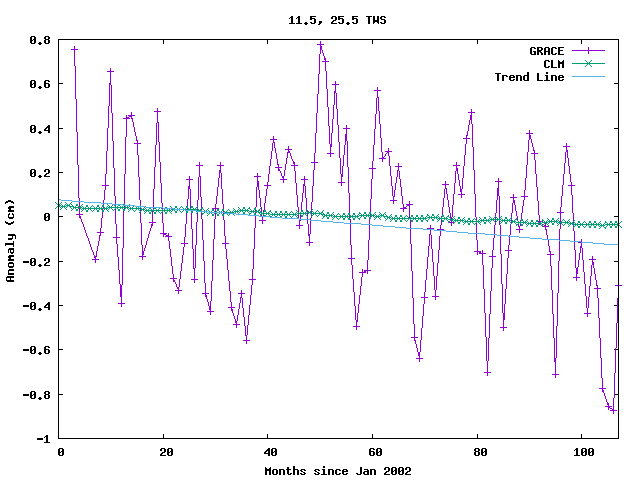 11.5, 25.5 TWS
GRACE
CLM
Trend Line
0.8
0.6
0.4
0.2
0
-0.2
-0.4
-0.6
-0.8
-1
Anomaly (cm)
0 20 40 60 80 100
Months since Jan 2002